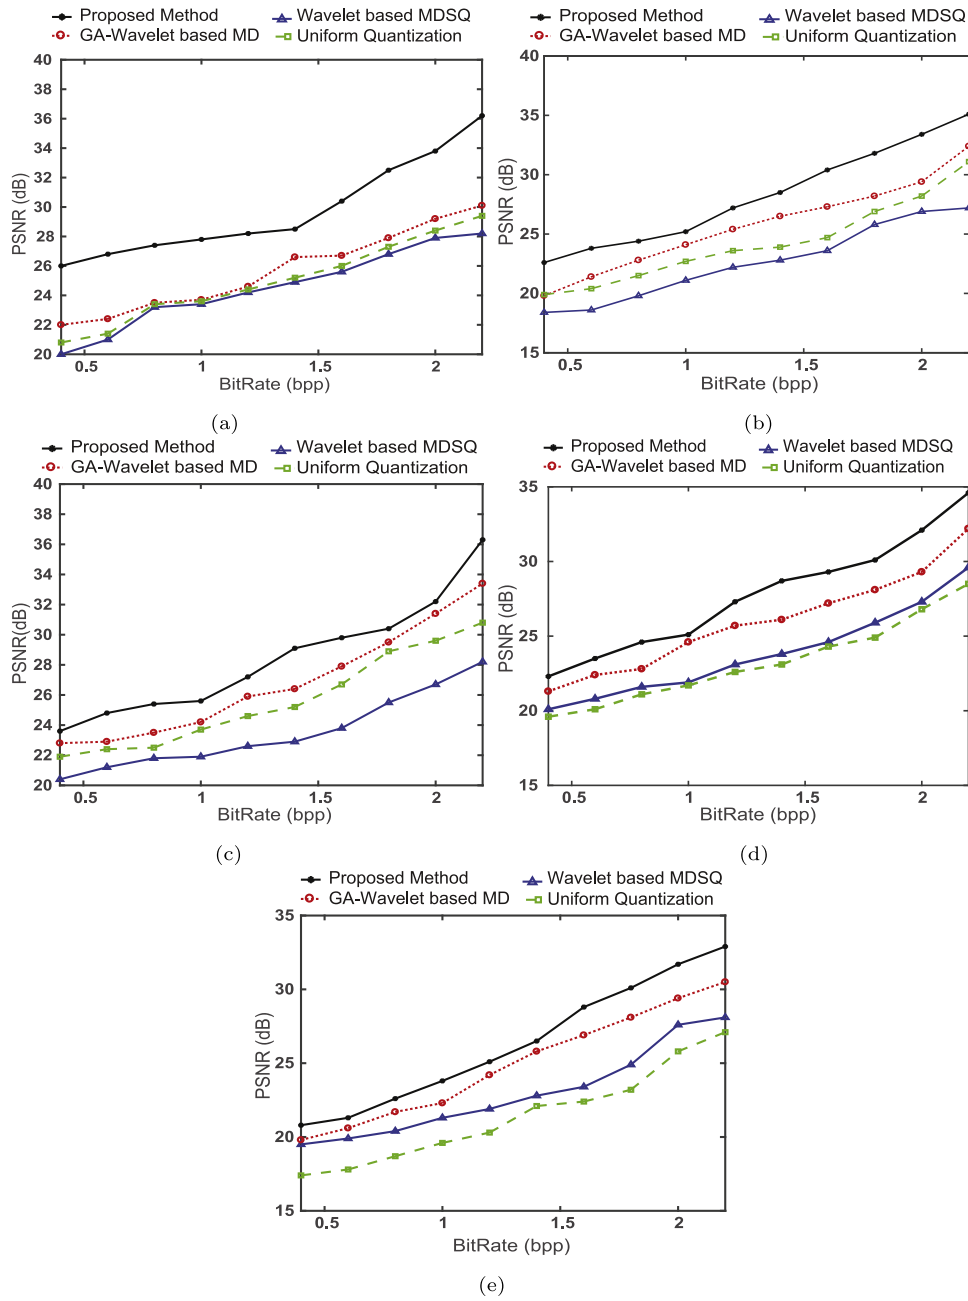 Proposed Method
Wavelet based MDSQ
GA-Wavelet based MD
Uniform Quantization
40
38
36
34
32
30
28
26
24
22
20
PSNR (dB)
0.5
1
1.5
2
BitRate (bpp)
(a)
Proposed Method
Wavelet based MDSQ
GA-Wavelet based MD
Uniform Quantization
40
35
30
25
20
15
PSNR (dB)
0.5
1
1.5
2
BitRate (bpp)
(b)
Proposed Method
Wavelet based MDSQ
GA-Wavelet based MD
Uniform Quantization
40
38
36
34
32
30
28
26
24
22
20
PSNR(dB)
0.5
1
1.5
2
BitRate (bpp)
(c)
Proposed Method
Wavelet based MDSQ
GA-Wavelet based MD
Uniform Quantization
35
30
25
20
15
PSNR (dB)
0.5
1
1.5
2
BitRate (bpp)
(d)
Proposed Method
Wavelet based MDSQ
GA-Wavelet based MD
Uniform Quantization
35
30
25
20
15
PSNR (dB)
0.5
1
1.5
2
BitRate (bpp)
(e)